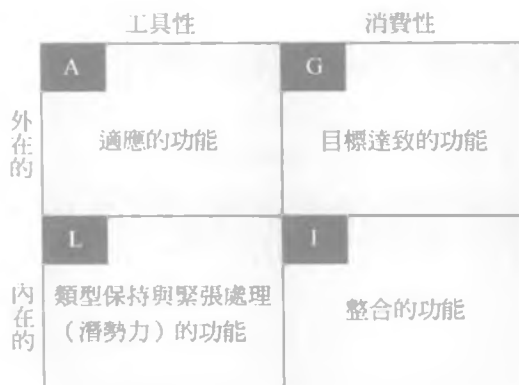 工具性 消費性
A G
外在的 適應的功能 目標達致的功能
L I
內在的 類型保持與緊張處理
（潛勢力）的功能 整合的功能